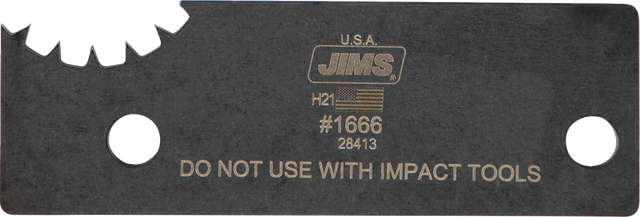 U.S.A.
JIMS®
H21
#1666
28413
DO NOT USE WITH IMPACT TOOLS